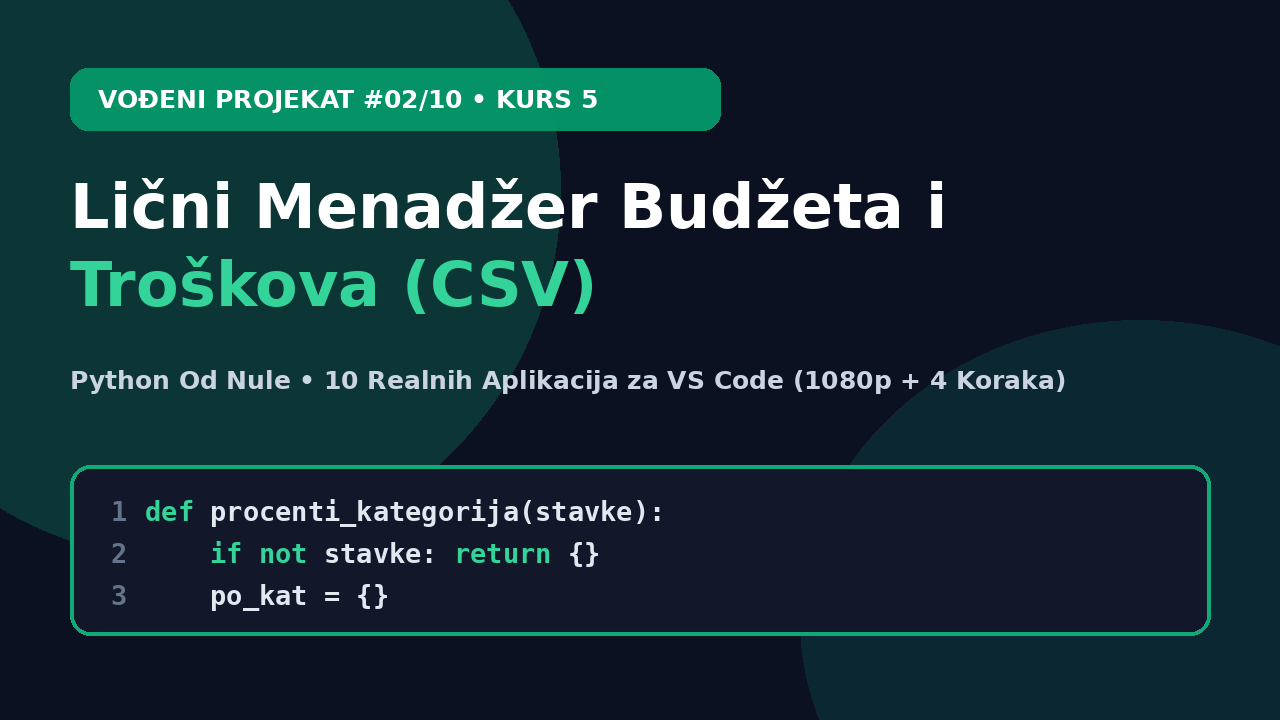 VOĐENI PROJEKAT #02/10 • KURS 5
Lični Menadžer Budžeta i
Troškova (CSV)
Python Od Nule • 10 Realnih Aplikacija za VS Code (1080p + 4 Koraka)
1 def procenti_kategorija(stavke):
2     if not stavke: return {}
3     po_kat = {}